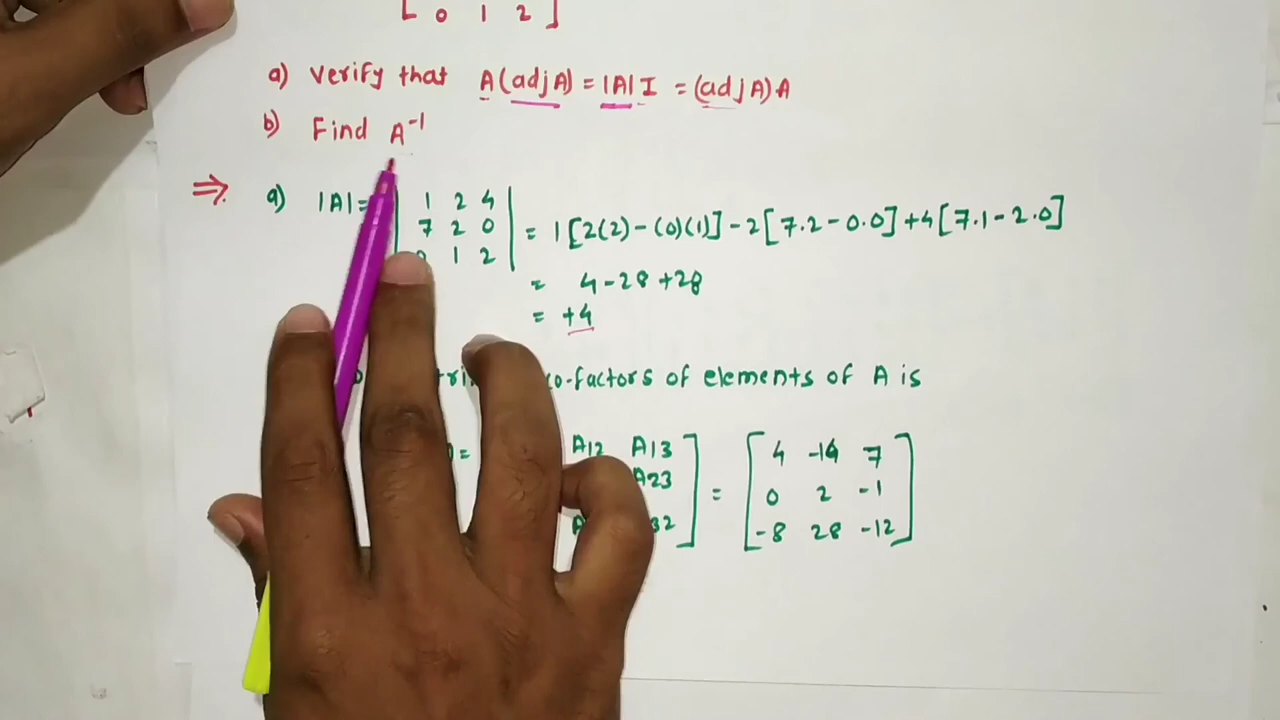 [ 0 1 2 ]
a) Verify that A(adjA) = |A| I = (adjA) A
b) Find A⁻¹
⇒ a) |A| = | 1 2 4 | = 1[2(2)-(0)(1)] -2[7.2-0.0] +4[7.1-2.0]
7 2 0
1 2
= 4-28+28
= +4
co-factors of elements of A is
= A12 A13 ] = [ 4 -14 7
A23 0 2 -1
32 -8 28 -12 ]